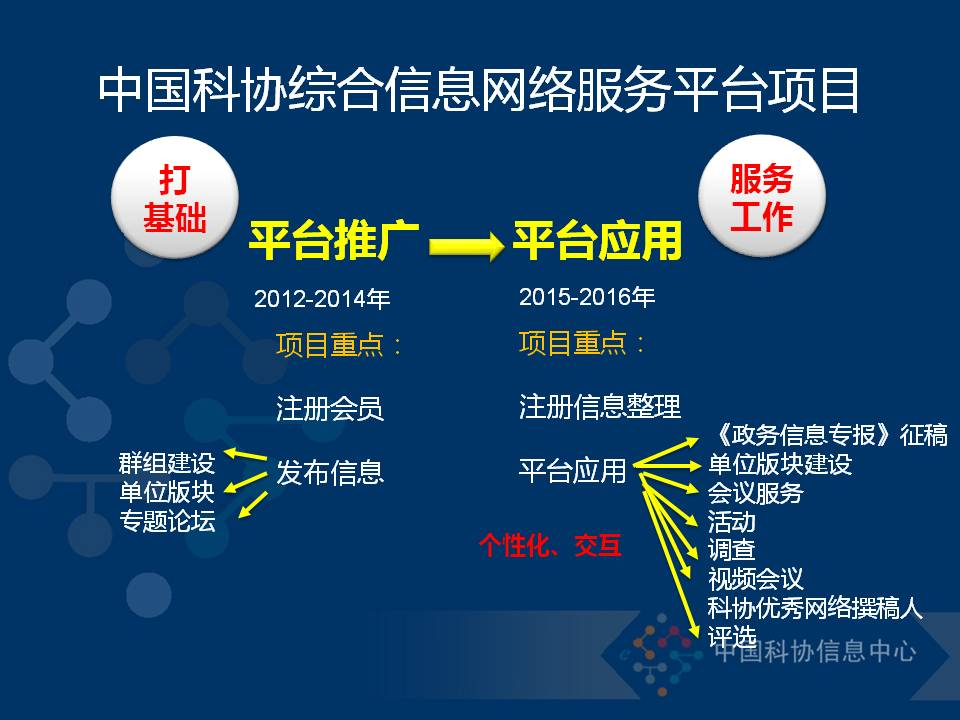 中国科协综合信息网络服务平台项目
打
基础
服务
工作
平台推广
平台应用
2012-2014年
2015-2016年
项目重点：
项目重点：
注册会员
注册信息整理
发布信息
平台应用
群组建设
单位版块
专题论坛
《政务信息专报》征稿
单位版块建设
会议服务
活动
调查
视频会议
科协优秀网络撰稿人
评选
个性化、交互
中国科协信息中心